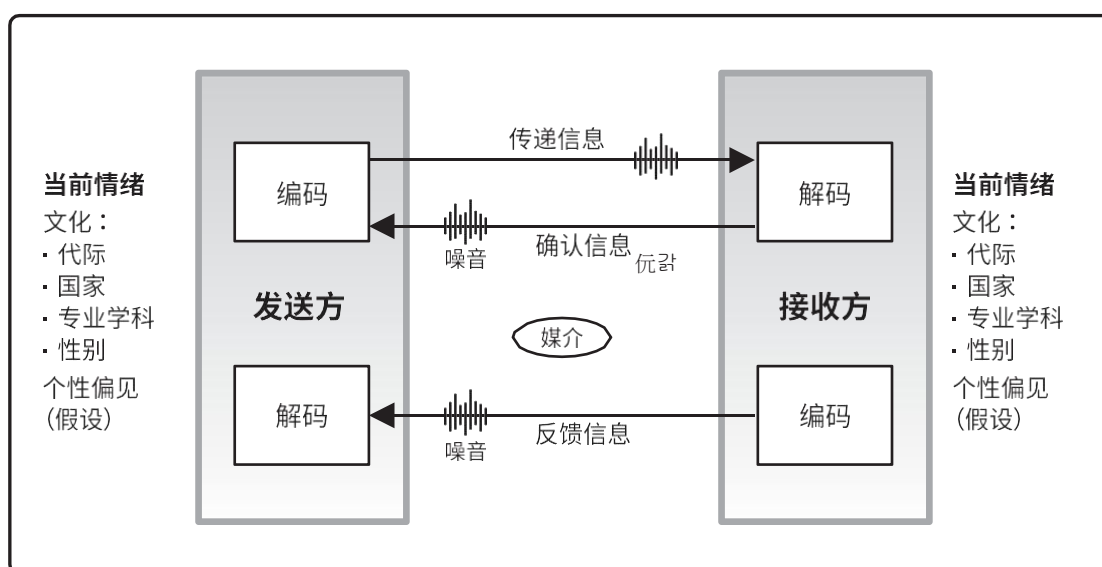 当前情绪
文化：
· 代际
· 国家
· 专业学科
· 性别
个性偏见
（假设）
编码
发送方
解码
传递信息
噪音
确认信息
媒介
噪音
反馈信息
解码
接收方
编码
当前情绪
文化：
· 代际
· 国家
· 专业学科
· 性别
个性偏见
（假设）